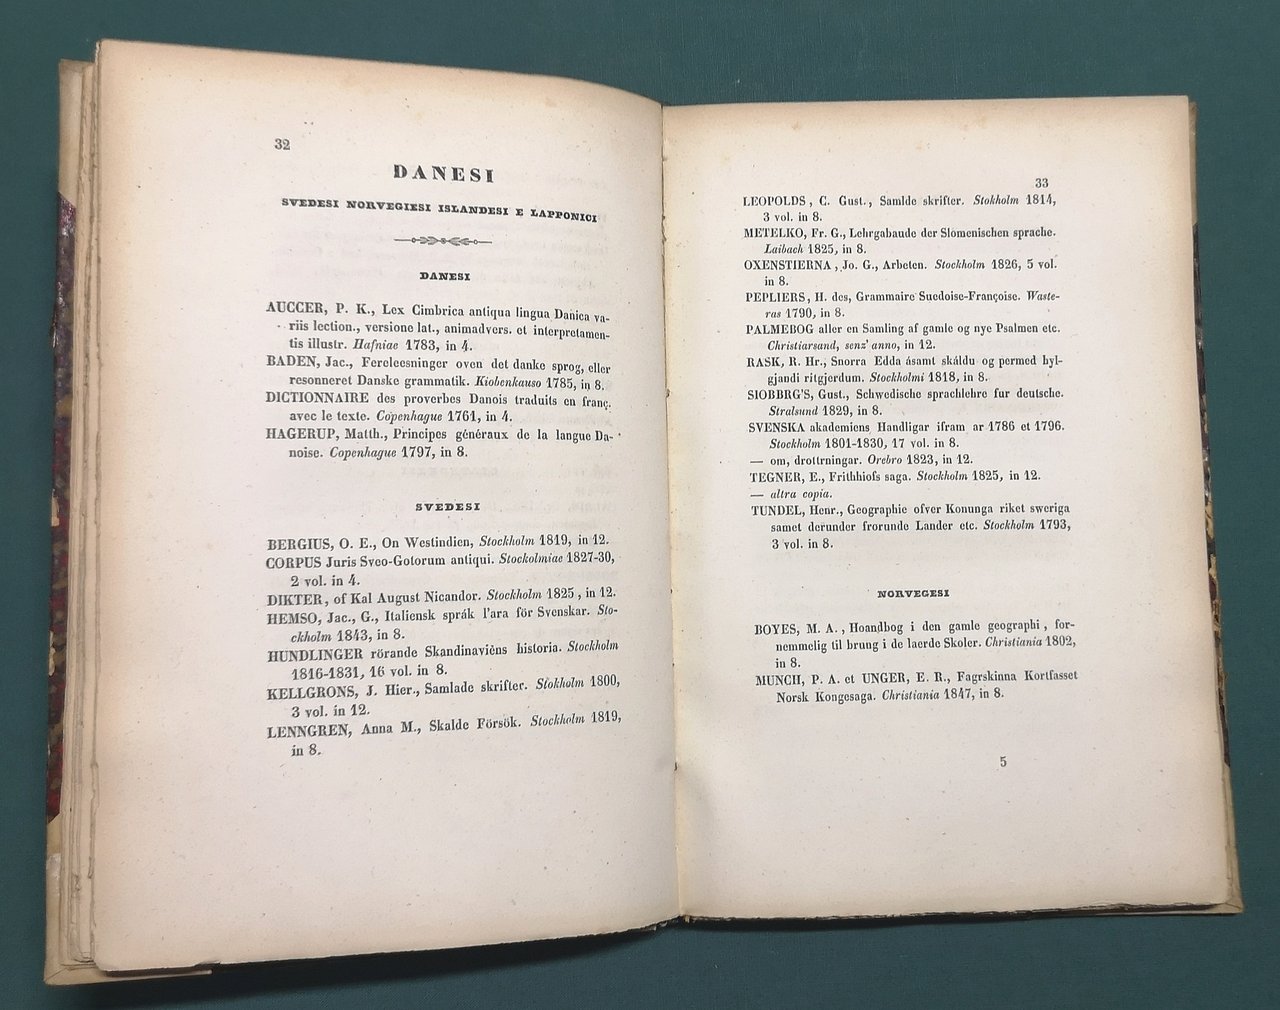 32
DANESI
SVEDESI NORVEGIESI ISLANDESI E LAPPONICI
DANESI
AUCCER, P. K., Lex Cimbrica antiqua lingua Danica va-
riis lection., versione lat., animadvers. et interpretamen-
tis illustr. Hafniae 1783, in 4.
BADEN, Jac., Fereleesninger oven det danke sprog, eller
resonneret Danske grammatik. Kiobenkauso 1785, in 8.
DICTIONNAIRE des proverbes Danois traduits en franç.
avec le texte. Copenhague 1761, in 4.
HAGERUP, Matth., Principes généraux de la langue Da-
noise. Copenhague 1797, in 8.
SVEDESI
BERGIUS, O. E., On Westindien, Stockholm 1819, in 12.
CORPUS Juris Sveo-Gotorum antiqui. Stockolmiae 1827-30,
2 vol. in 4.
DIKTER, of Kal August Nicandor. Stockholm 1825, in 12.
HEMSO, Jac., G., Italiensk språk l'ara för Svenskar. Sto-
ckholm 1843, in 8.
HUNDLINGER rörande Skandinaviêns historia. Stockholm
1816-1831, 16 vol. in 8.
KELLGRONS, J. Hier., Samlade skrifter. Stokholm 1800,
3 vol. in 12.
LENNGREN, Anna M., Skalde Försök. Stockholm 1819,
in 8.
33
LEOPOLDS, C. Gust., Samlde skrifter. Stokholm 1814,
3 vol. in 8.
METELKO, Fr. G., Lehrgabaude der Slomenischen sprache.
Laibach 1825, in 8.
OXENSTIERNA, Jo. G., Arbeten. Stockholm 1826, 5 vol.
in 8.
PEPLIERS, H. des, Grammaire Suedoise-Françoise. Waste-
ras 1790, in 8.
PALMEBOG aller en Samling af gamle og nye Psalmen etc.
Christiarsand, senz' anno, in 12.
RASK, R. Hr., Snorra Edda ásamt skáldu og permed hyl-
gjandi ritgjerdum. Stockholmi 1818, in 8.
SIOBBRG'S, Gust., Schwedische sprachlehre fur deutsche.
Stralsund 1829, in 8.
SVENSKA akademiens Handligar ifram ar 1786 et 1796.
Stockholm 1801-1830, 17 vol. in 8.
— om, drottrningar. Orebro 1823, in 12.
TEGNER, E., Frithhiofs saga. Stockholm 1825, in 12.
— altra copia.
TUNDEL, Henr., Geographie ofver Konunga riket sweriga
samet derunder frorunde Lander etc. Stockholm 1793,
3 vol. in 8.
NORVEGESI
BOYES, M. A., Hoandbog i den gamle geographi, for-
nemmelig til brung i de laerde Skoler. Christiania 1802,
in 8.
MUNCH, P. A. et UNGER, E. R., Fagrskinna Kortfasset
Norsk Kongesaga. Christiania 1847, in 8.
5